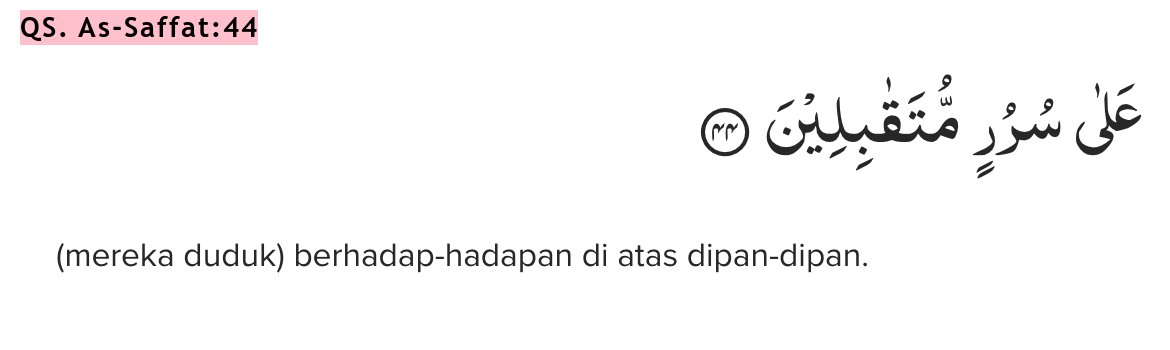 QS. As-Saffat:44
عَلٰى سُرُرٍ مُّتَقٰبِلِيْنَ ٤٤
(mereka duduk) berhadap-hadapan di atas dipan-dipan.